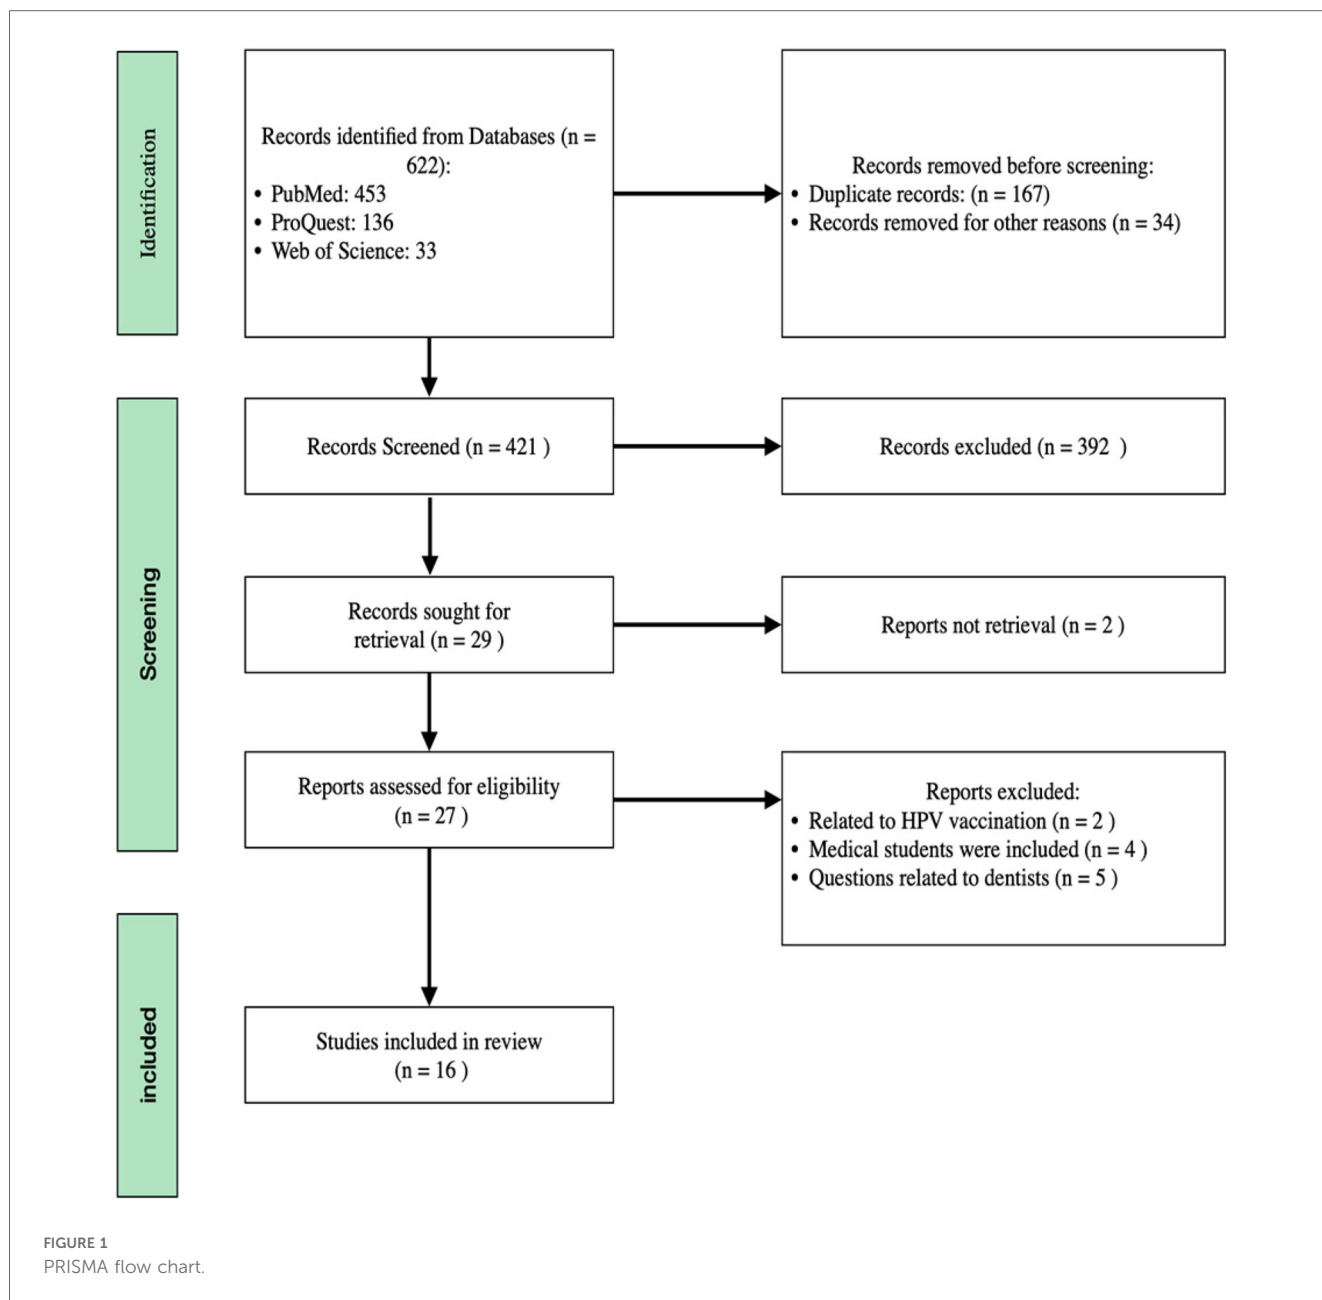 Identification
Records identified from Databases (n =
622):
• PubMed: 453
• ProQuest: 136
• Web of Science: 33
Records removed before screening:
• Duplicate records: (n = 167)
• Records removed for other reasons (n = 34)
Screening
Records Screened (n = 421 )
Records excluded (n = 392  )
Records sought for
retrieval (n = 29 )
Reports not retrieval (n = 2 )
Reports assessed for eligibility
(n = 27 )
Reports excluded:
• Related to HPV vaccination (n = 2 )
• Medical students were included (n = 4 )
• Questions related to dentists (n = 5 )
included
Studies included in review
(n = 16 )
FIGURE 1
PRISMA flow chart.